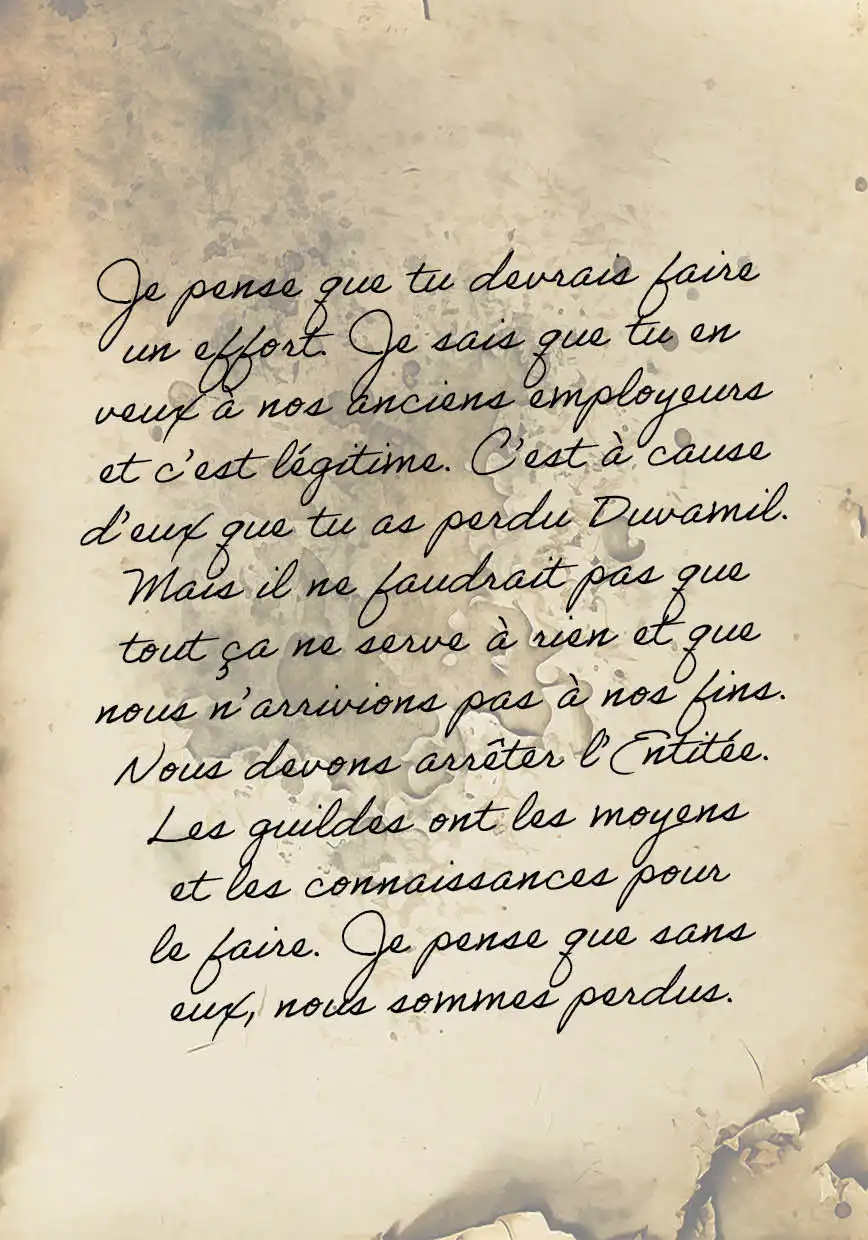 Je pense que tu devrais faire
un effort. Je sais que tu en
veux à nos anciens employeurs
et c'est légitime. C'est à cause
d'eux que tu as perdu Duvamil.
Mais il ne faudrait pas que
tout ça ne serve à rien et que
nous n'arrivions pas à nos fins.
Nous devons arrêter l'Entitée.
Les guildes ont les moyens
et les connaissances pour
le faire. Je pense que sans
eux, nous sommes perdus.